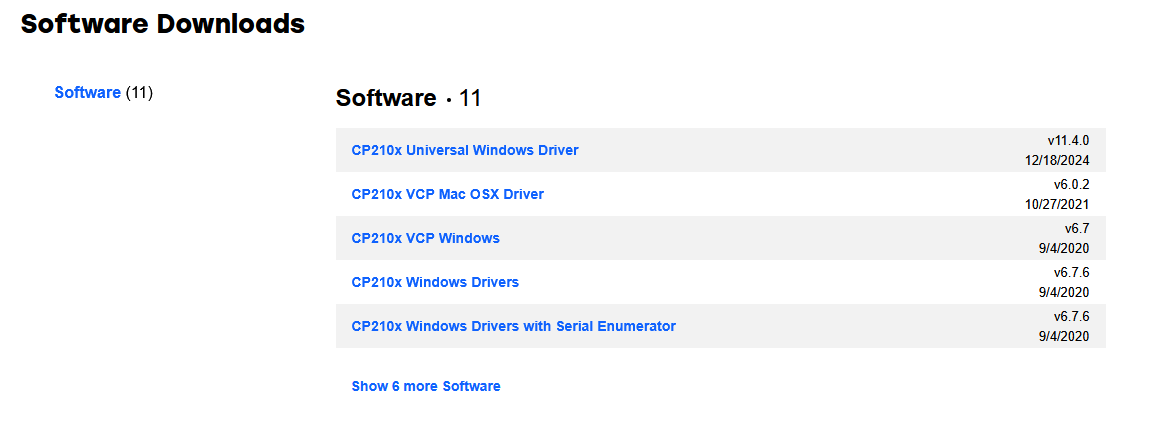 Software Downloads
Software (11)
Software · 11
CP210x Universal Windows Driver
v11.4.0
12/18/2024
CP210x VCP Mac OSX Driver
v6.0.2
10/27/2021
CP210x VCP Windows
v6.7
9/4/2020
CP210x Windows Drivers
v6.7.6
9/4/2020
CP210x Windows Drivers with Serial Enumerator
v6.7.6
9/4/2020
Show 6 more Software